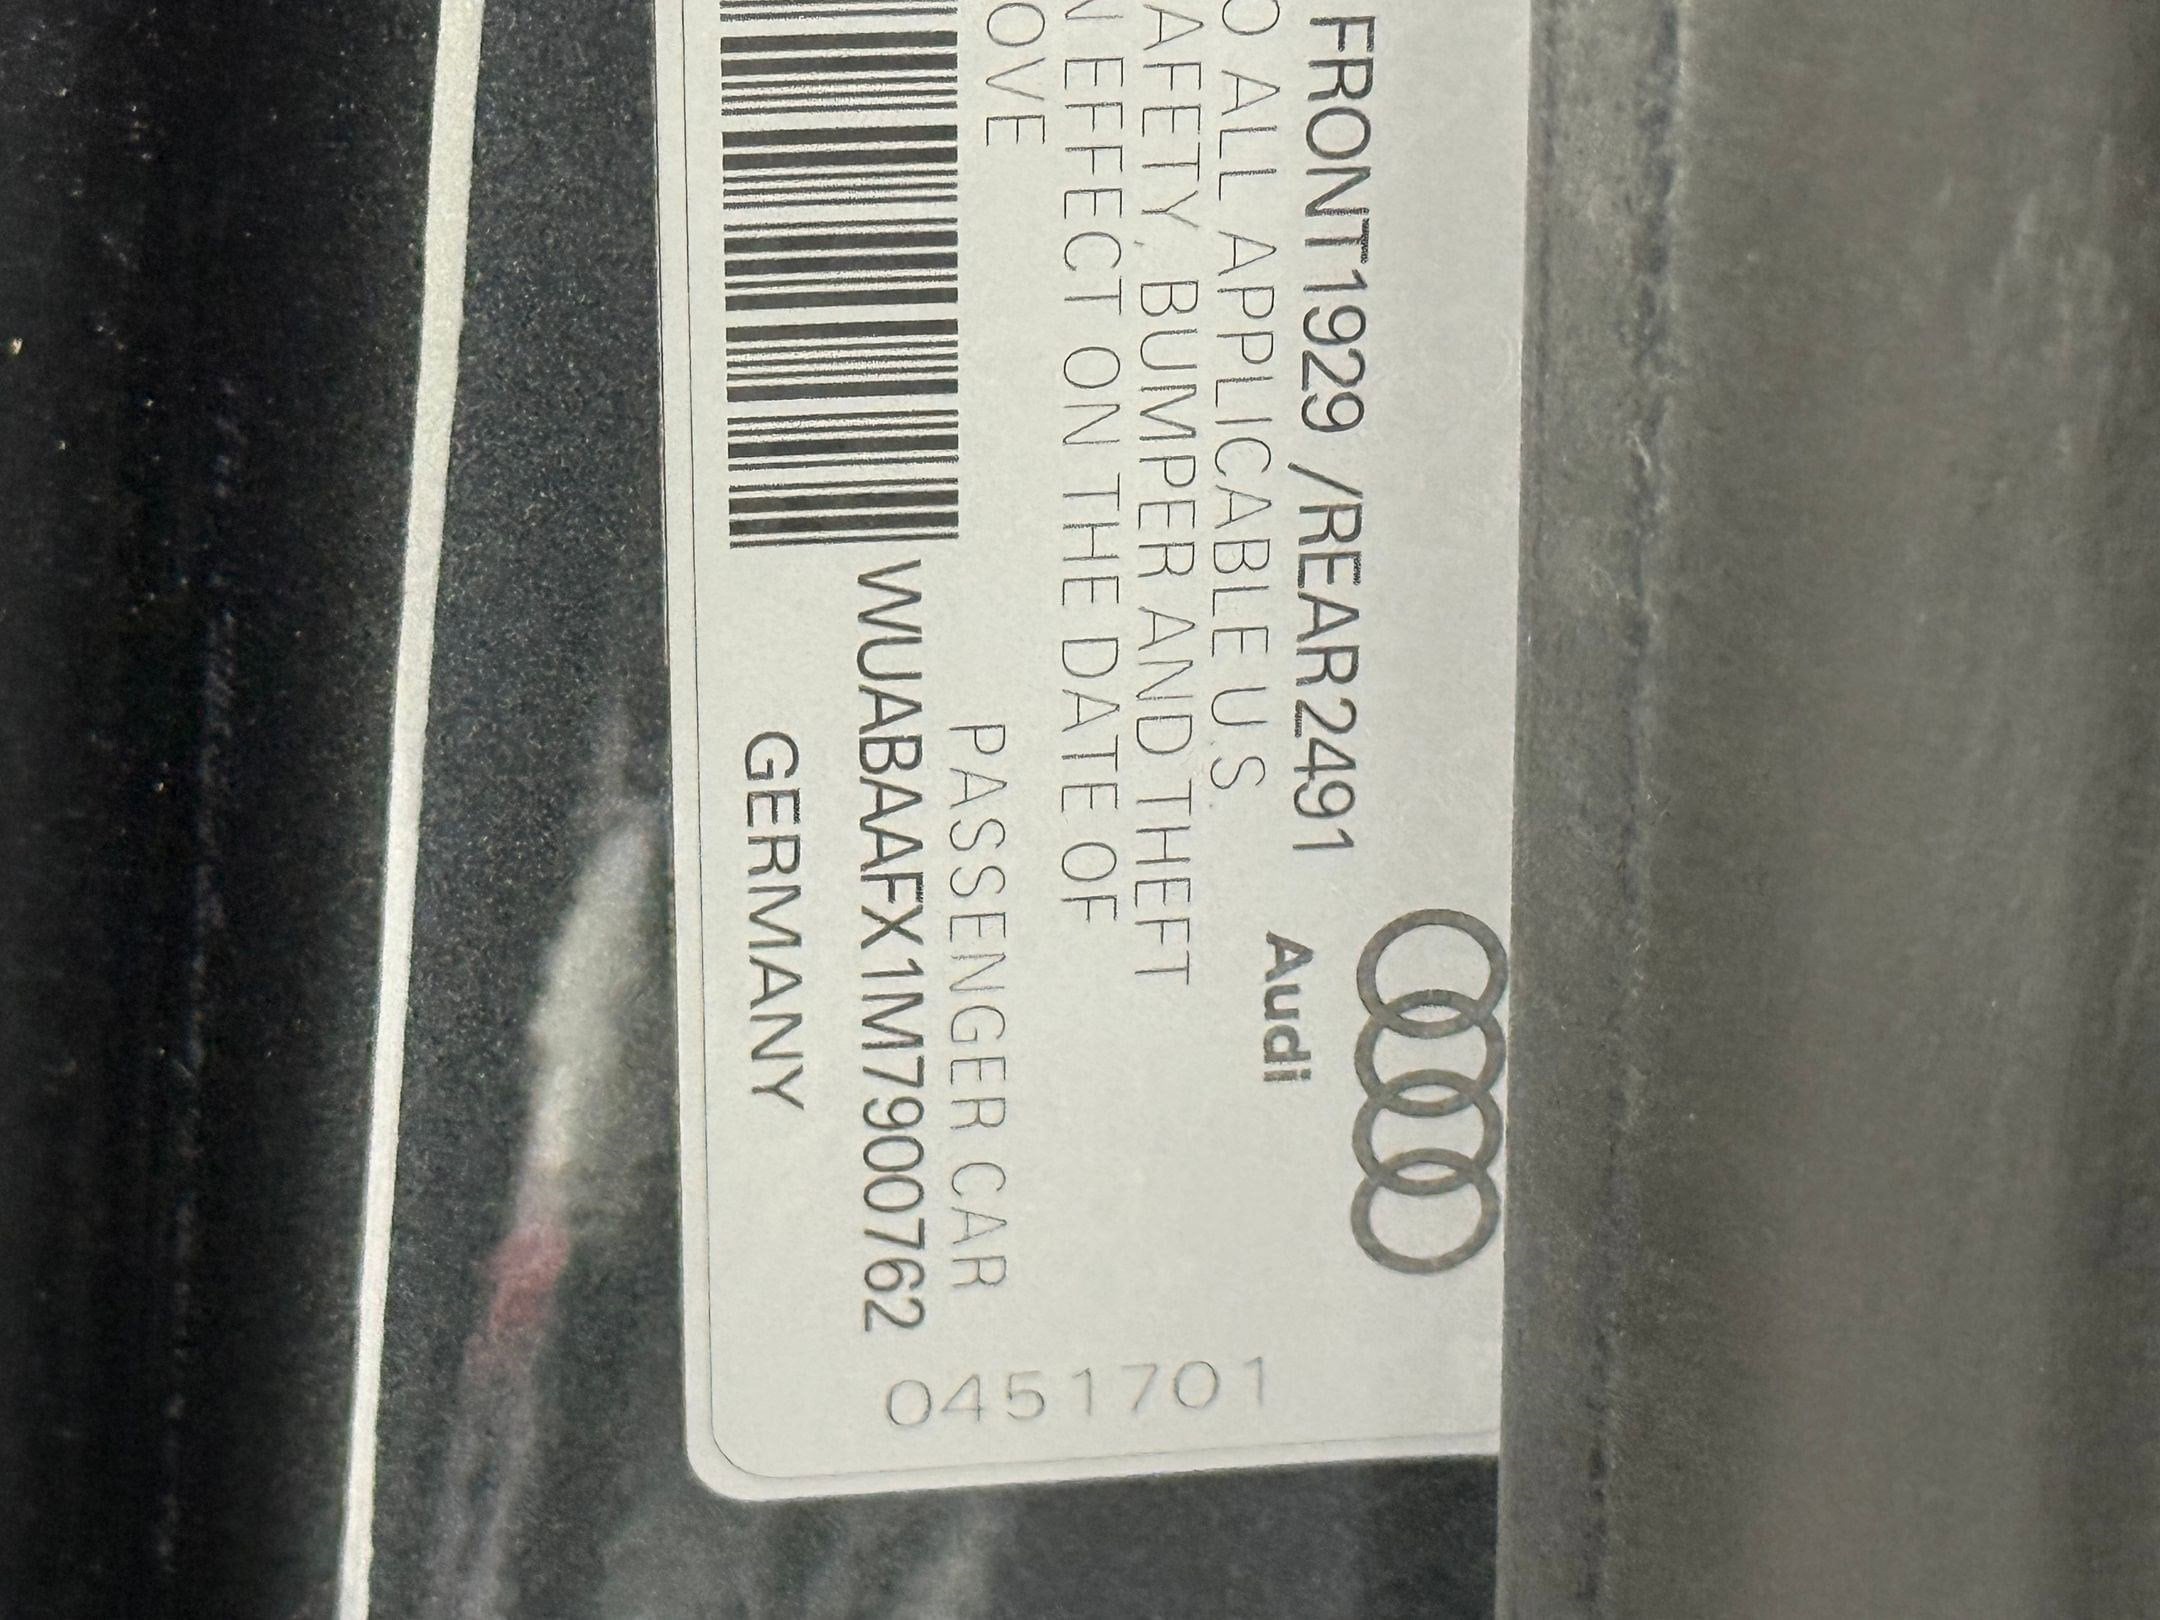 FRONT1929 /REAR2491
O ALL APPLICABLE U.S.
AFETY, BUMPER AND THEFT
N EFFECT ON THE DATE OF
OVE
Audi
PASSENGER CAR
WUABAAFX1M7900762
GERMANY
0451701